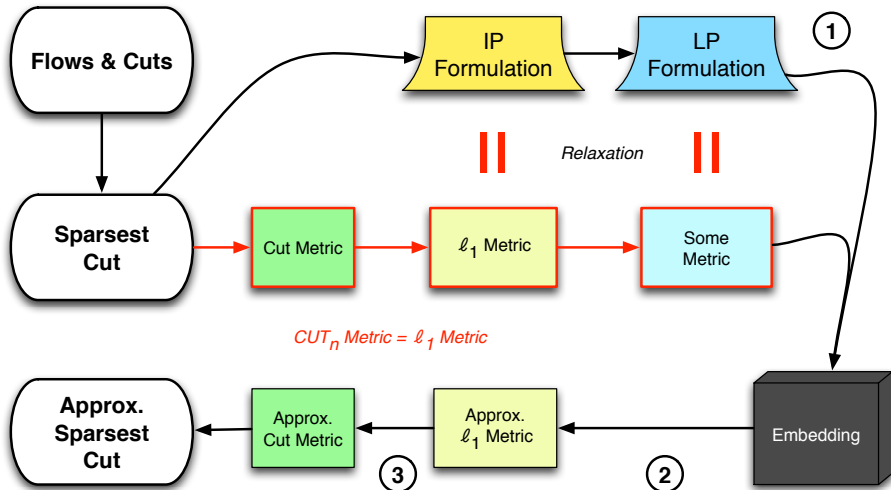 Flows & Cuts
IP
Formulation
LP
Formulation
1
Relaxation
Sparsest
Cut
Cut Metric
ℓ1 Metric
Some
Metric
CUTn Metric = ℓ1 Metric
Approx.
Sparsest
Cut
Approx.
Cut Metric
Approx.
ℓ1 Metric
Embedding
3
2